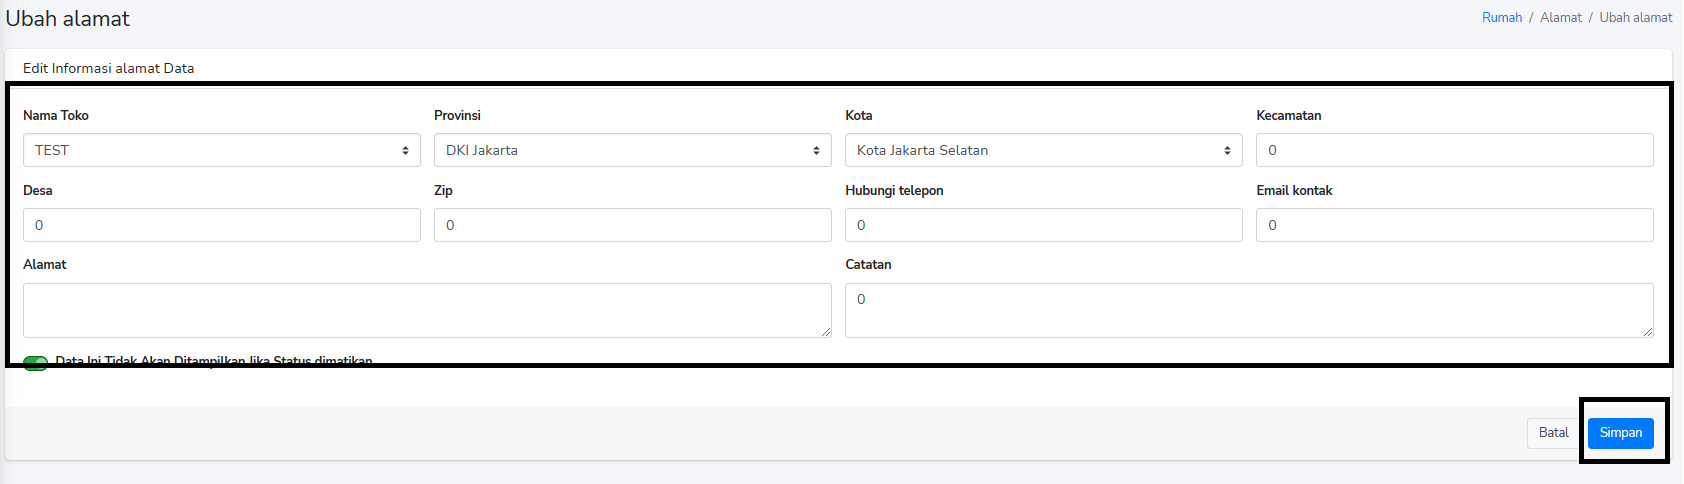 Ubah alamat
Rumah / Alamat / Ubah alamat
Edit Informasi alamat Data
Nama Toko Provinsi Kota Kecamatan
TEST DKI Jakarta Kota Jakarta Selatan 0
Desa Zip Hubungi telepon Email kontak
0 0 0 0
Alamat Catatan
0
Data Ini Tidak Akan Ditampilkan Jika Status dimatikan
Batal Simpan